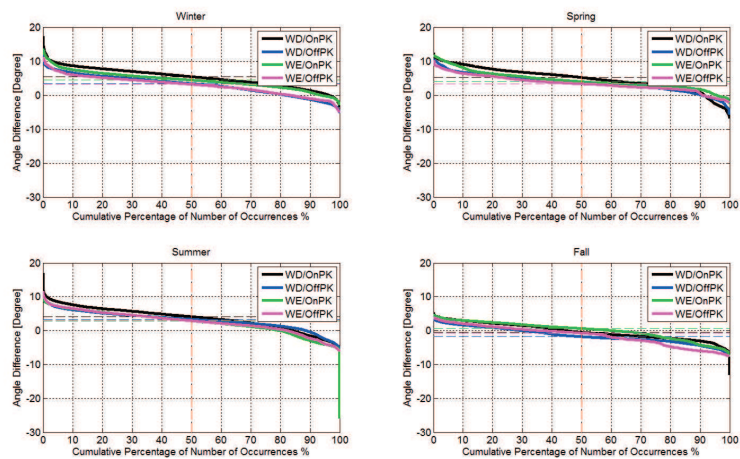 Winter
Angle Difference [Degree]
20
10
0
-10
-20
-30
0 10 20 30 40 50 60 70 80 90 100
Cumulative Percentage of Number of Occurrences %
WD/OnPK
WD/OffPK
WE/OnPK
WE/OffPK
Spring
Angle Difference [Degree]
20
10
0
-10
-20
-30
0 10 20 30 40 50 60 70 80 90 100
Cumulative Percentage of Number of Occurrences %
WD/OnPK
WD/OffPK
WE/OnPK
WE/OffPK
Summer
Angle Difference [Degree]
20
10
0
-10
-20
-30
0 10 20 30 40 50 60 70 80 90 100
Cumulative Percentage of Number of Occurrences %
WD/OnPK
WD/OffPK
WE/OnPK
WE/OffPK
Fall
Angle Difference [Degree]
20
10
0
-10
-20
-30
0 10 20 30 40 50 60 70 80 90 100
Cumulative Percentage of Number of Occurrences %
WD/OnPK
WD/OffPK
WE/OnPK
WE/OffPK